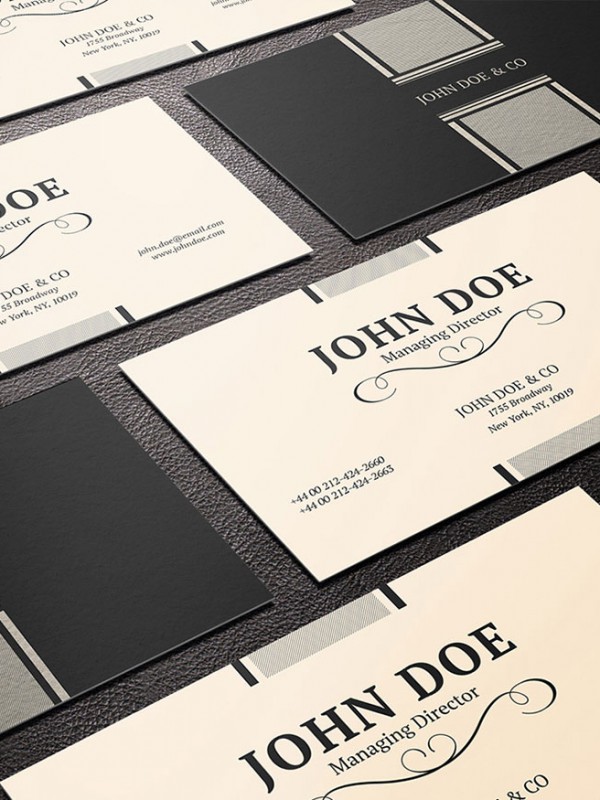 JOHN DOE & CO
1755 Broadway
New York, NY, 10019
JOHN DOE & CO
DOE
john.doe@email.com
www.johndoe.com
DOE & CO
Broadway
York, NY, 10019
JOHN DOE
Managing Director
JOHN DOE & CO
1755 Broadway
New York, NY, 10019
+44 00 212-424-2660
+44 00 212-424-2663
JOHN DOE
Managing Director